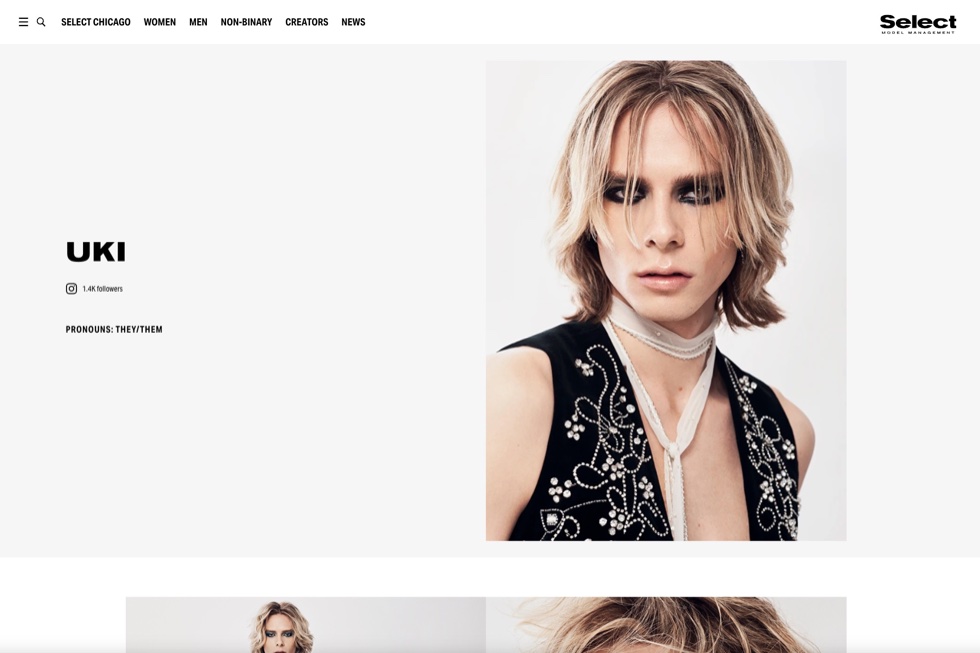 SELECT CHICAGO WOMEN MEN NON-BINARY CREATORS NEWS
Select
MODEL MANAGEMENT
UKI
1.4K followers
PRONOUNS: THEY/THEM